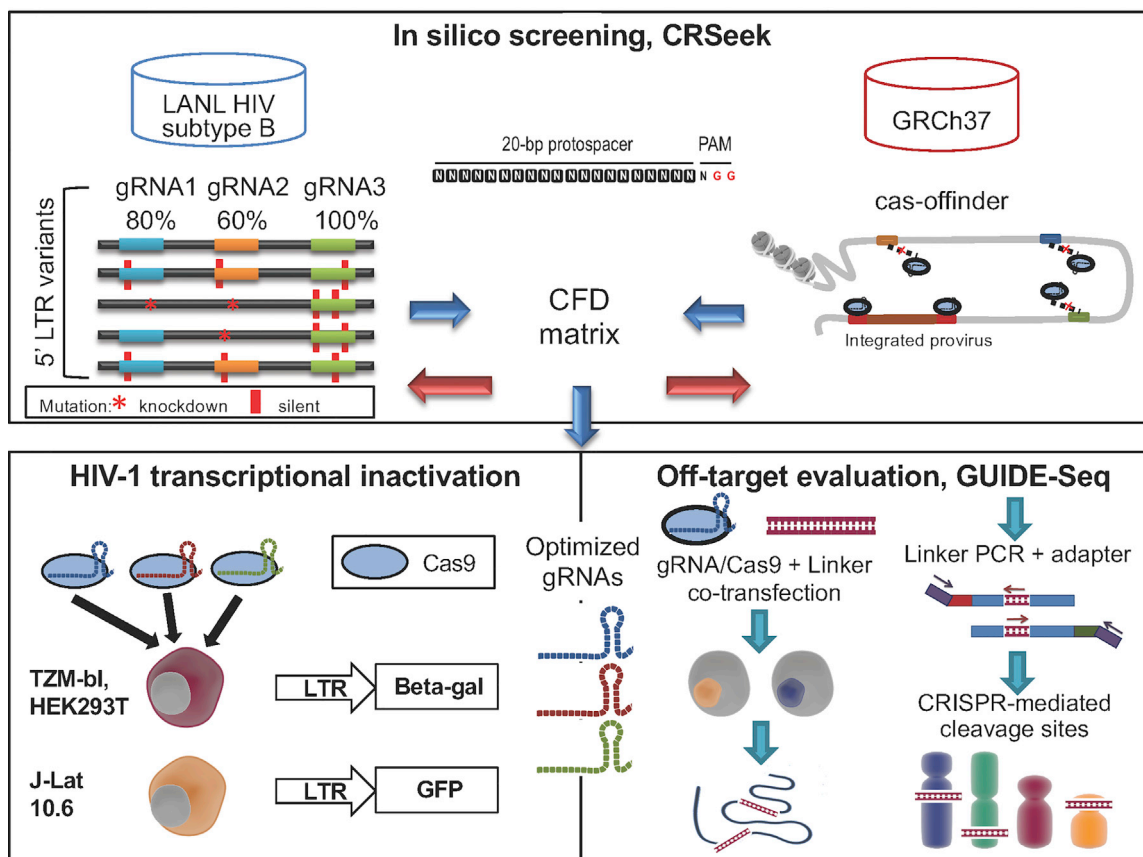 In silico screening, CRSeek
LANL HIV
subtype B
GRCh37
20-bp protospacer
PAM
NNNNNNNNNNNNNNNNNNNN N G G
gRNA1 gRNA2 gRNA3
80% 60% 100%
5' LTR variants
cas-offinder
CFD
matrix
Integrated provirus
Mutation:* knockdown silent
HIV-1 transcriptional inactivation
Cas9
Optimized
gRNAs
TZM-bl,
HEK293T
LTR
Beta-gal
J-Lat
10.6
LTR
GFP
Off-target evaluation, GUIDE-Seq
gRNA/Cas9 + Linker
co-transfection
Linker PCR + adapter
CRISPR-mediated
cleavage sites